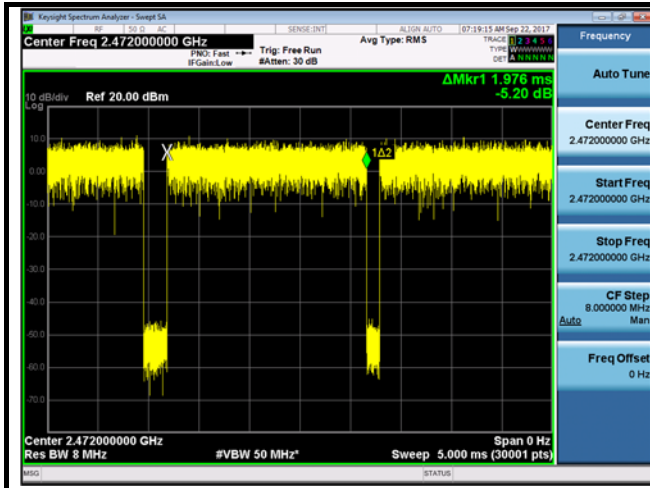 Keysight Spectrum Analyzer - Swept SA
RF 50 Ω AC SENSE:INT ALIGN AUTO 07:19:15 AM Sep 22, 2017
Center Freq 2.472000000 GHz
PNO: Fast
IFGain:Low
Trig: Free Run
#Atten: 30 dB
Avg Type: RMS
TRACE 1 2 3 4 5 6
TYPE
DET A N N N N N
ΔMkr1 1.976 ms
-5.20 dB
10 dB/div Ref 20.00 dBm
Log
10.0
0.00
-10.0
-20.0
-30.0
-40.0
-50.0
-60.0
-70.0
X
1Δ2
Center 2.472000000 GHz Span 0 Hz
Res BW 8 MHz #VBW 50 MHz* Sweep 5.000 ms (30001 pts)
MSG STATUS
Frequency
Auto Tune
Center Freq
2.472000000 GHz
Start Freq
2.472000000 GHz
Stop Freq
2.472000000 GHz
CF Step
8.000000 MHz
Auto Man
Freq Offset
0 Hz